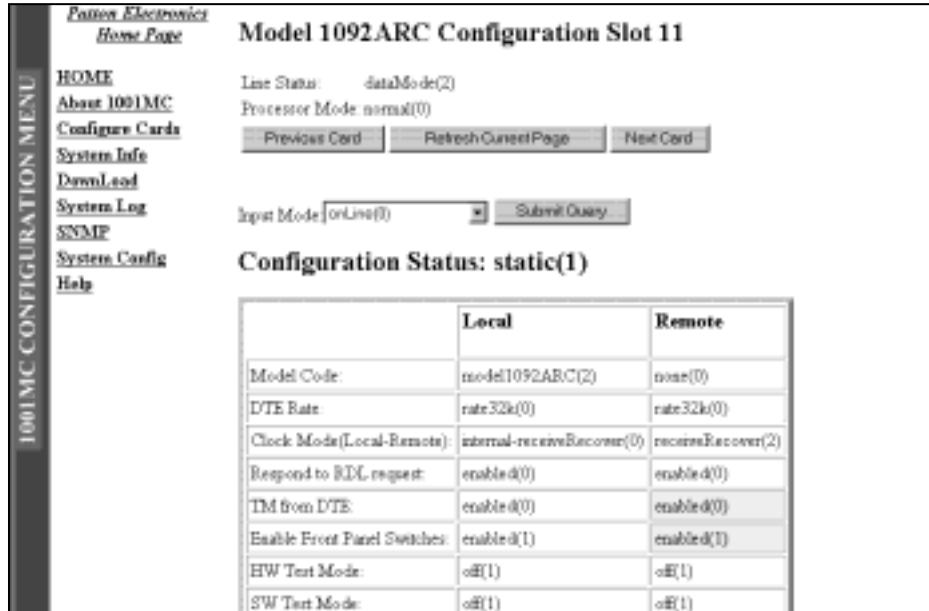 Patton Electronics
Home Page
1001MC CONFIGURATION MENU
HOME
About 1001MC
Configure Cards
System Info
DownLoad
System Log
SNMP
System Config
Help
Model 1092ARC Configuration Slot 11
Line Status: dataMode(2)
Processor Mode: normal(0)
Previous Card Refresh Current Page Next Card
Input Mode: onLine(0) Submit Query
Configuration Status: static(1)
Local Remote
Model Code: model1092ARC(2) none(0)
DTE Rate: rate32k(0) rate32k(0)
Clock Mode(Local-Remote): internal-receiveRecover(0) receiveRecover(2)
Respond to RDL request: enabled(0) enabled(0)
TM from DTE: enabled(0) enabled(0)
Enable Front Panel Switches: enabled(1) enabled(1)
HW Test Mode: off(1) off(1)
SW Test Mode: off(1) off(1)